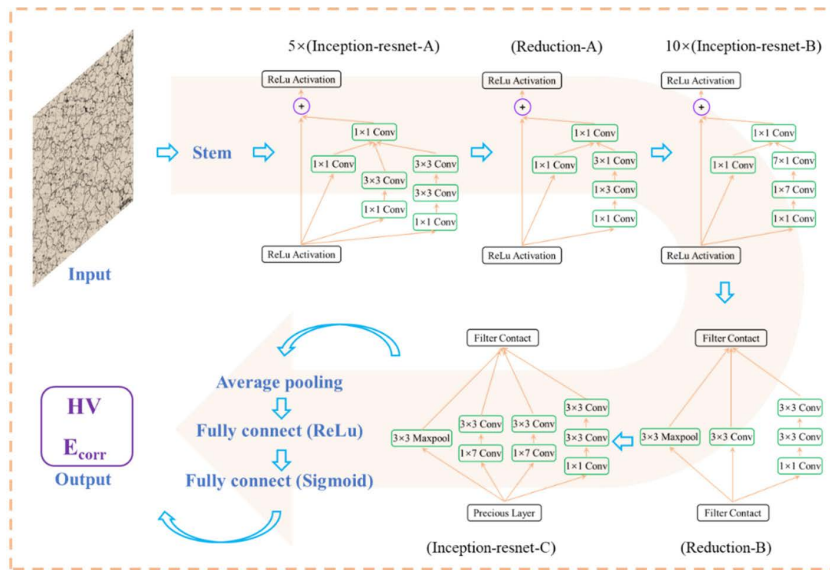 5×(Inception-resnet-A)
(Reduction-A)
10×(Inception-resnet-B)
ReLu Activation
ReLu Activation
ReLu Activation
+
+
+
1×1 Conv
1×1 Conv
1×1 Conv
Stem
1×1 Conv
3×3 Conv
1×1 Conv
3×1 Conv
1×1 Conv
7×1 Conv
3×3 Conv
3×3 Conv
1×3 Conv
1×7 Conv
1×1 Conv
1×1 Conv
1×1 Conv
1×1 Conv
ReLu Activation
ReLu Activation
ReLu Activation
Input
Filter Contact
Filter Contact
Average pooling
HV
E_corr
Output
Fully connect (ReLu)
Fully connect (Sigmoid)
3×3 Conv
3×3 Conv
3×3 Conv
3×3 Conv
3×3 Maxpool
3×3 Conv
3×3 Maxpool
3×3 Conv
3×3 Conv
1×7 Conv
1×7 Conv
1×1 Conv
1×1 Conv
Precious Layer
Filter Contact
(Inception-resnet-C)
(Reduction-B)